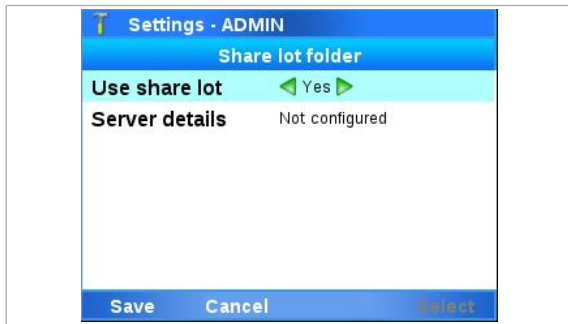 Settings - ADMIN
Share lot folder
Use share lot Yes
Server details Not configured
Save Cancel Select